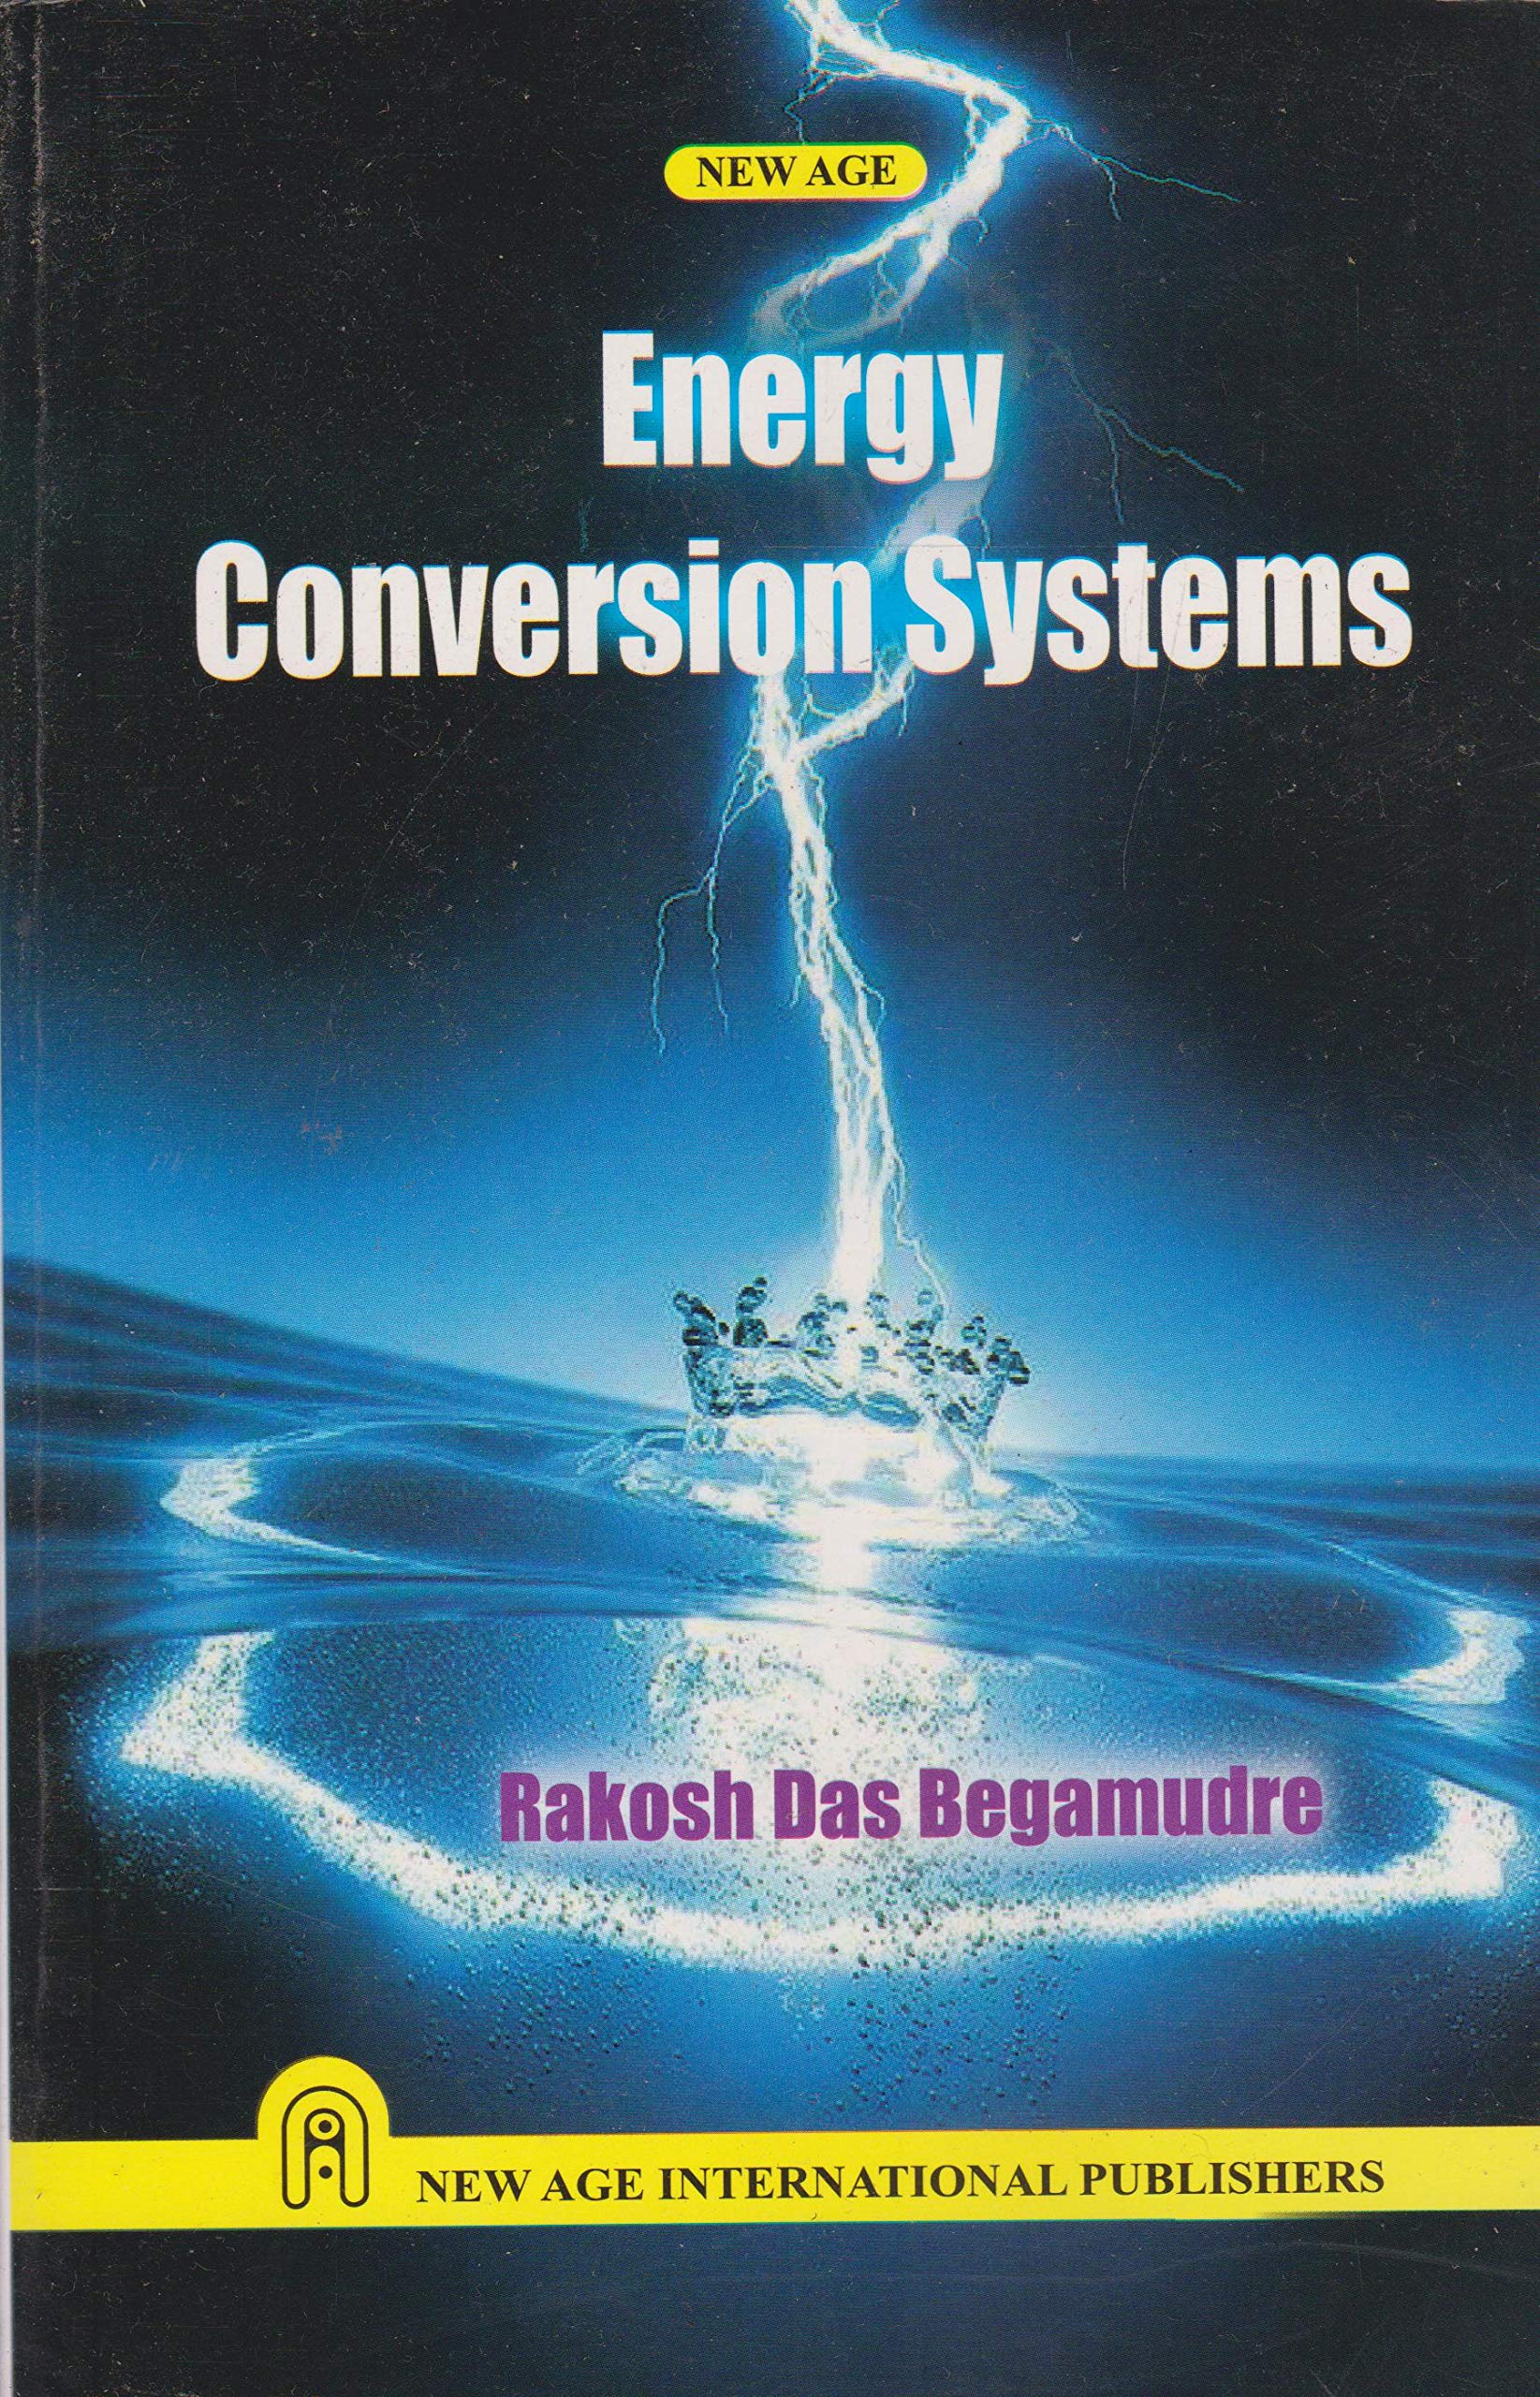 NEW AGE
Energy
Conversion Systems
Rakosh Das Begamudre
NEW AGE INTERNATIONAL PUBLISHERS